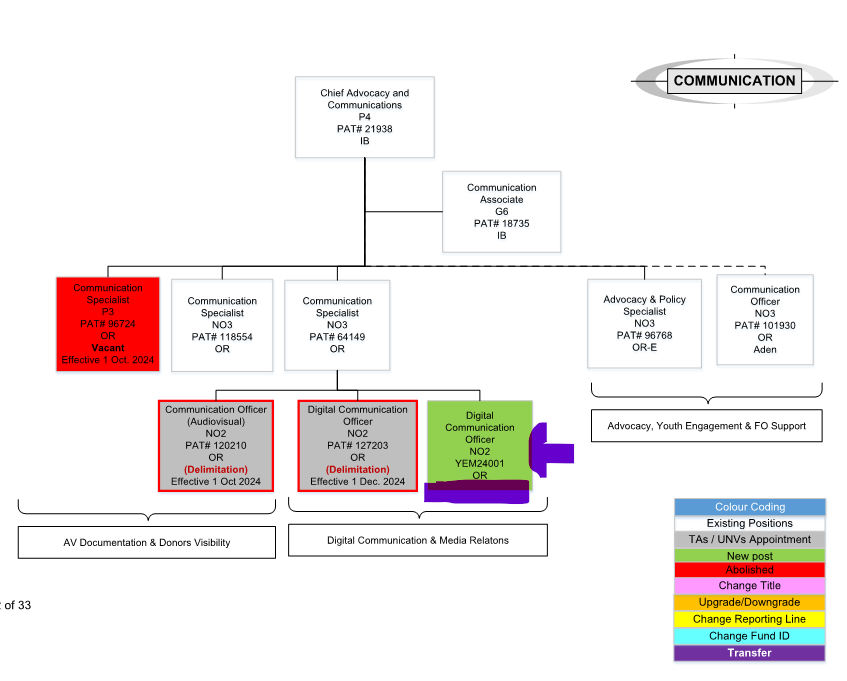 COMMUNICATION
Chief Advocacy and
Communications
P4
PAT# 21938
IB
Communication
Associate
G6
PAT# 18735
IB
Communication
Specialist
P3
PAT# 96724
OR
Vacant
Effective 1 Oct. 2024
Communication
Specialist
NO3
PAT# 118554
OR
Communication
Specialist
NO3
PAT# 64149
OR
Advocacy & Policy
Specialist
NO3
PAT# 96768
OR-E
Communication
Officer
NO3
PAT# 101930
OR
Aden
Communication Officer
(Audiovisual)
NO2
PAT# 120210
OR
(Delimitation)
Effective 1 Oct 2024
Digital Communication
Officer
NO2
PAT# 127203
OR
(Delimitation)
Effective 1 Dec. 2024
Digital
Communication
Officer
NO2
YEM24001
OR
Advocacy, Youth Engagement & FO Support
AV Documentation & Donors Visibility
Digital Communication & Media Relatons
Colour Coding
Existing Positions
TAs / UNVs Appointment
New post
Abolished
Change Title
Upgrade/Downgrade
Change Reporting Line
Change Fund ID
Transfer
of 33